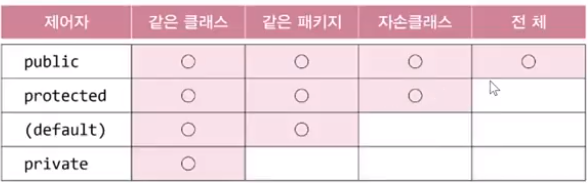 제어자 같은 클래스 같은 패키지 자손클래스 전 체
public ○ ○ ○ ○
protected ○ ○ ○
(default) ○ ○
private ○